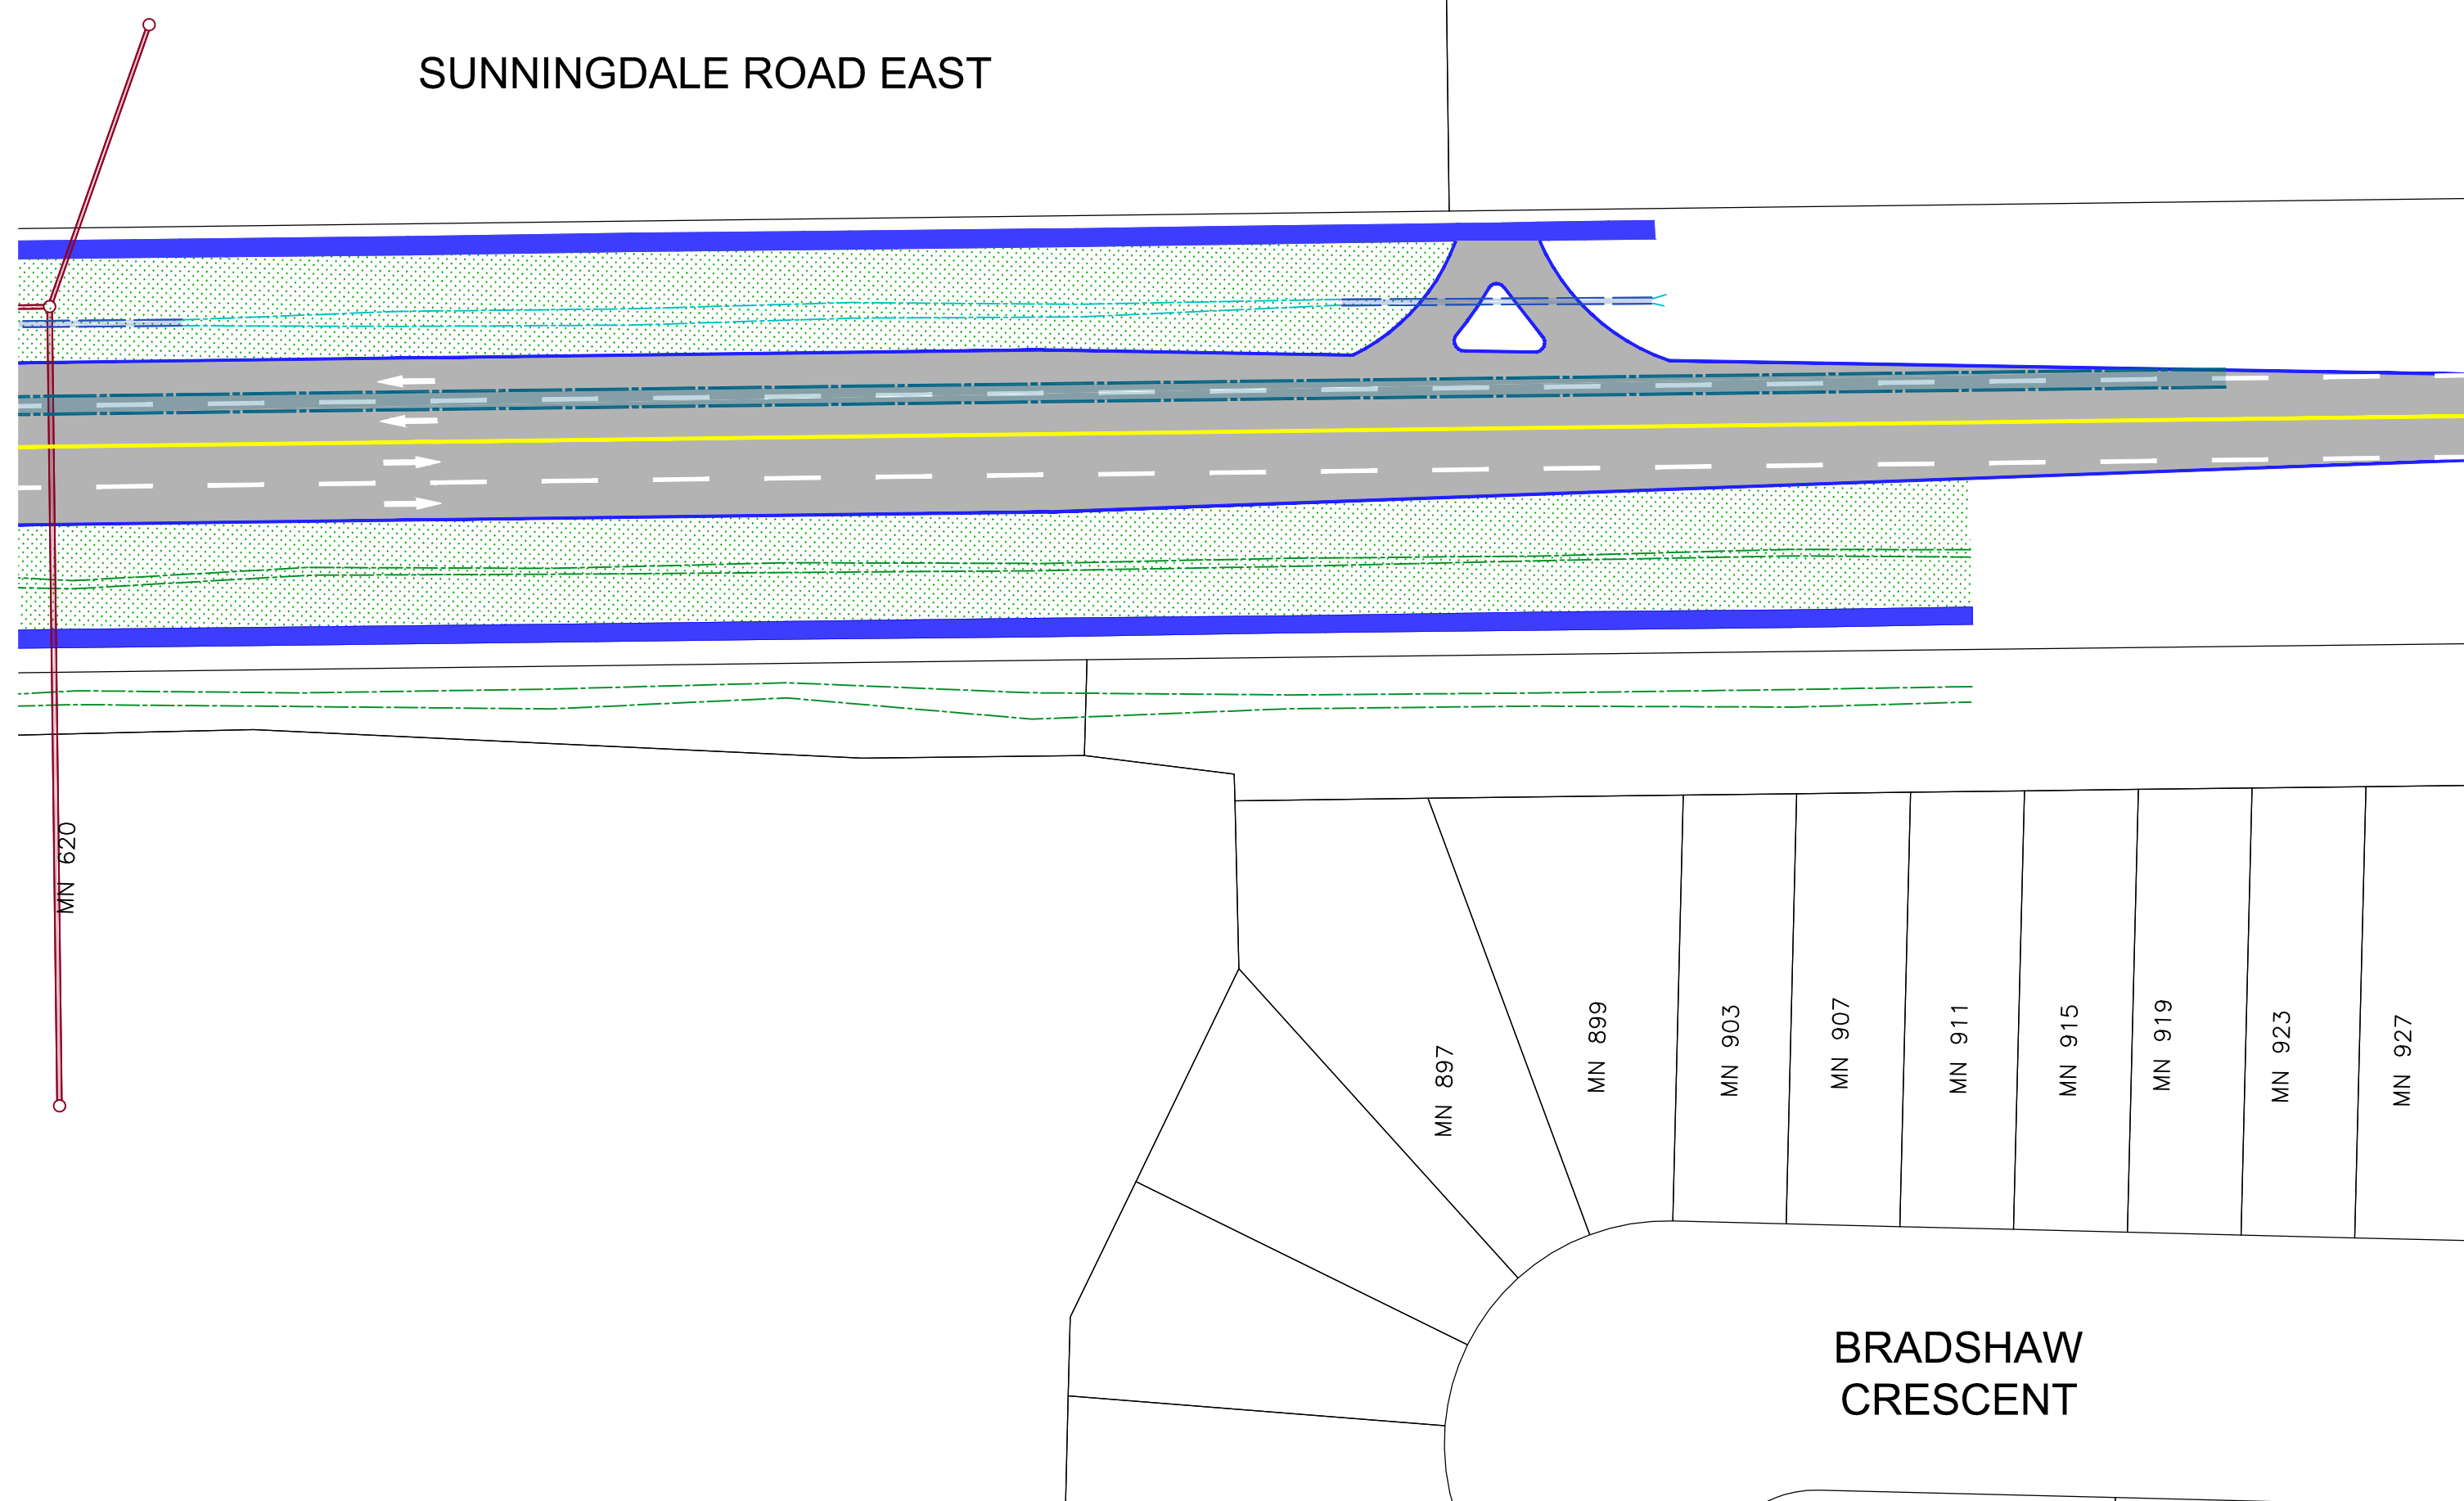 SUNNINGDALE ROAD EAST
MN 620
MN 897
MN 899
MN 903
MN 907
MN 911
MN 915
MN 919
MN 923
MN 927
BRADSHAW
CRESCENT